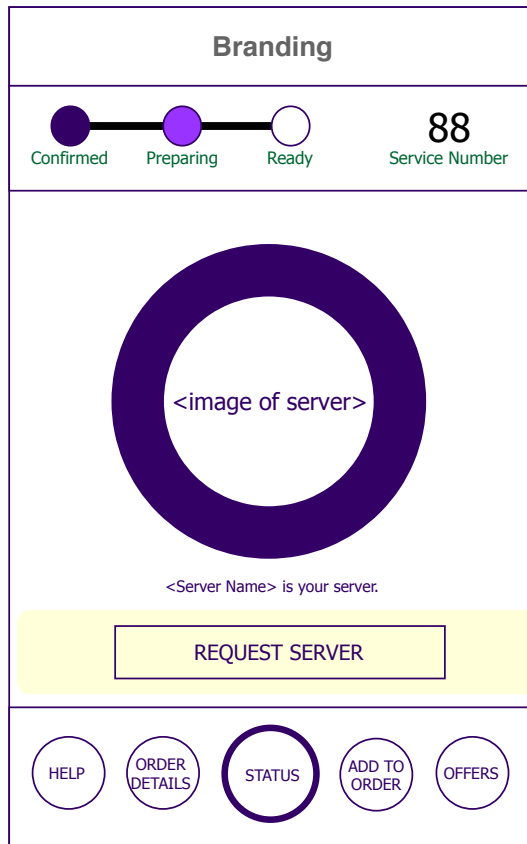 Branding
88
Confirmed Preparing Ready Service Number
<image of server>
<Server Name> is your server.
REQUEST SERVER
HELP
ORDER
DETAILS
STATUS
ADD TO
ORDER
OFFERS